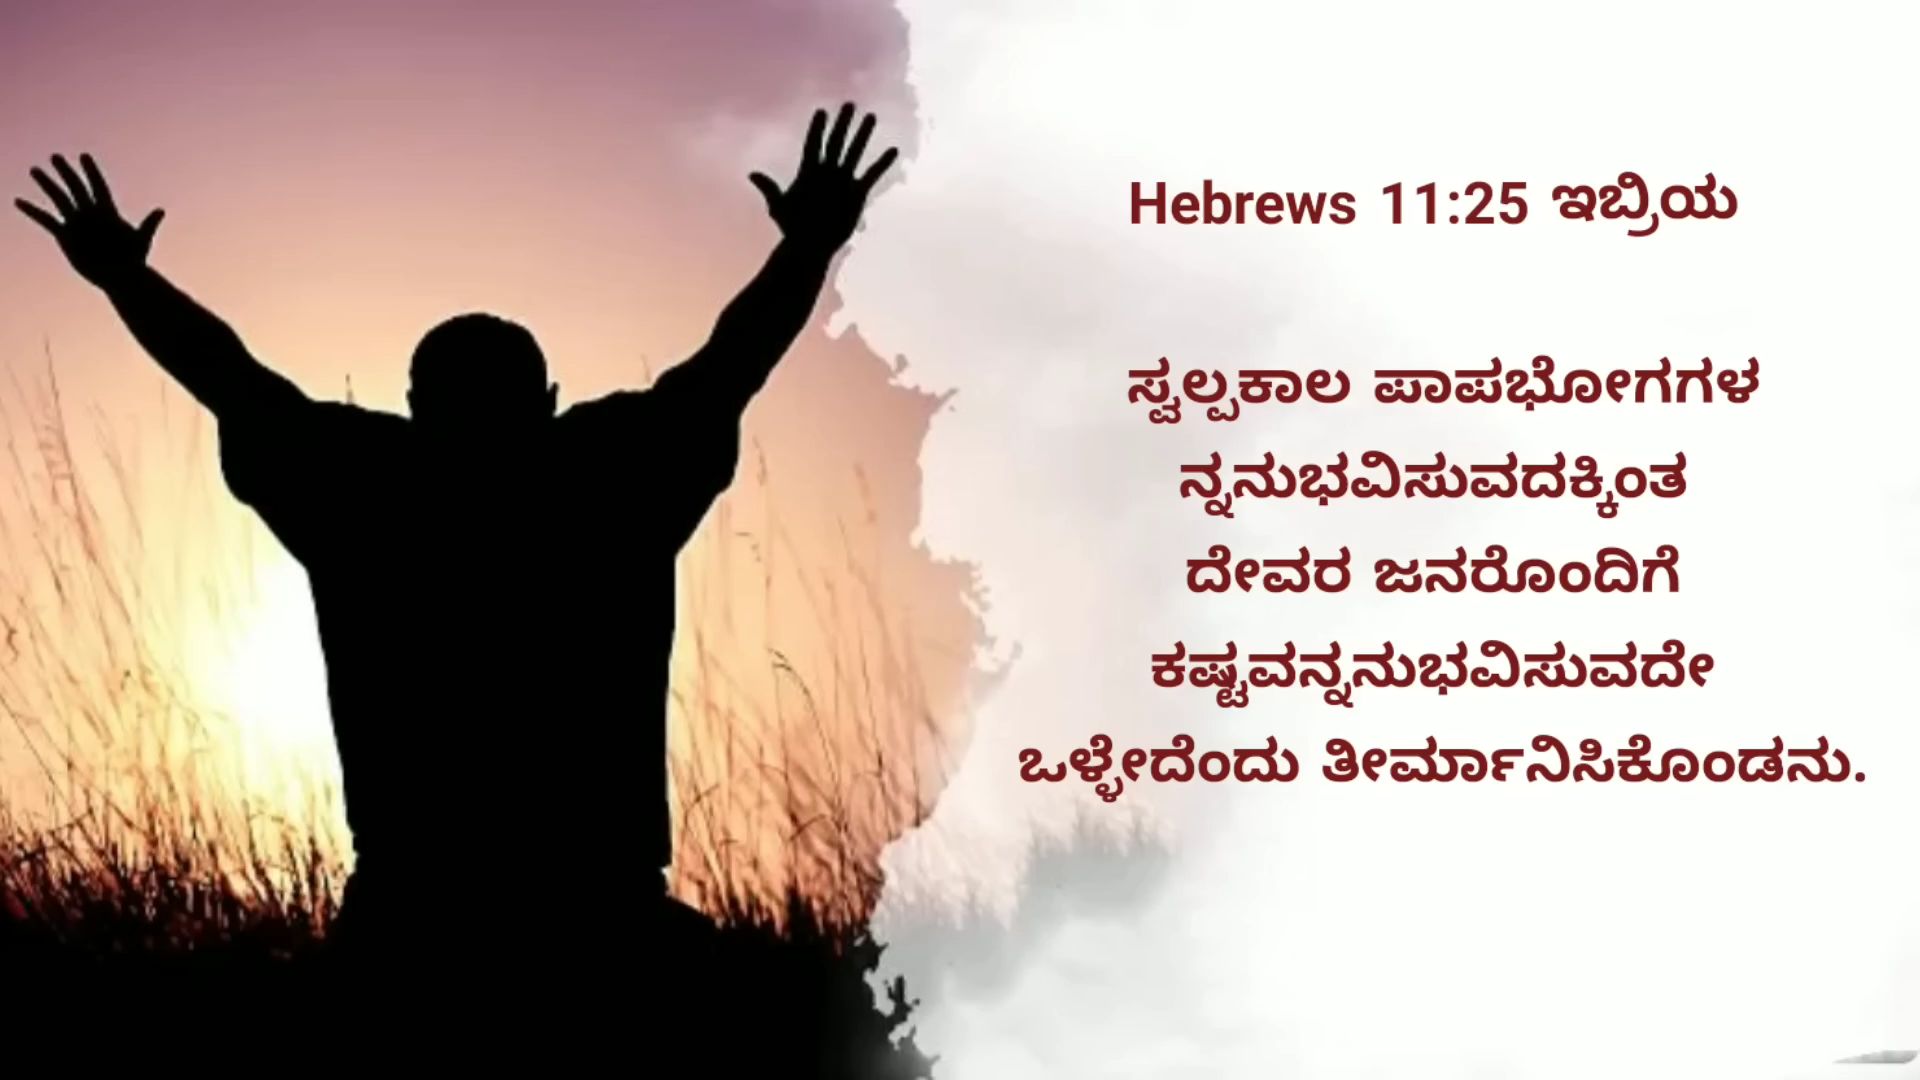 Hebrews 11:25 ಇಬ್ರಿಯ
ಸ್ವಲ್ಪಕಾಲ ಪಾಪಭೋಗಗಳ
ನ್ನನುಭವಿಸುವದಕ್ಕಿಂತ
ದೇವರ ಜನರೊಂದಿಗೆ
ಕಷ್ಟವನ್ನನುಭವಿಸುವದೇ
ಒಳ್ಳೇದೆಂದು ತೀರ್ಮಾನಿಸಿಕೊಂಡನು.